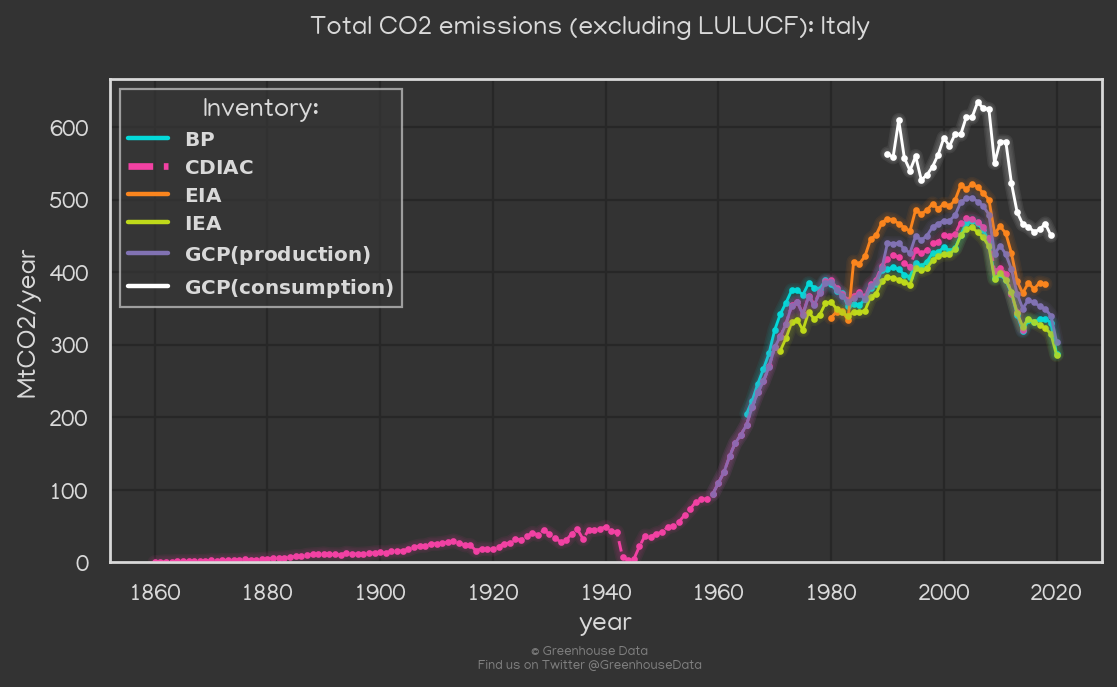 Total CO2 emissions (excluding LULUCF): Italy
Inventory:
BP
CDIAC
EIA
IEA
GCP(production)
GCP(consumption)
MtCO2/year
600
500
400
300
200
100
0
1860 1880 1900 1920 1940 1960 1980 2000 2020
year
© Greenhouse Data
Find us on Twitter @GreenhouseData